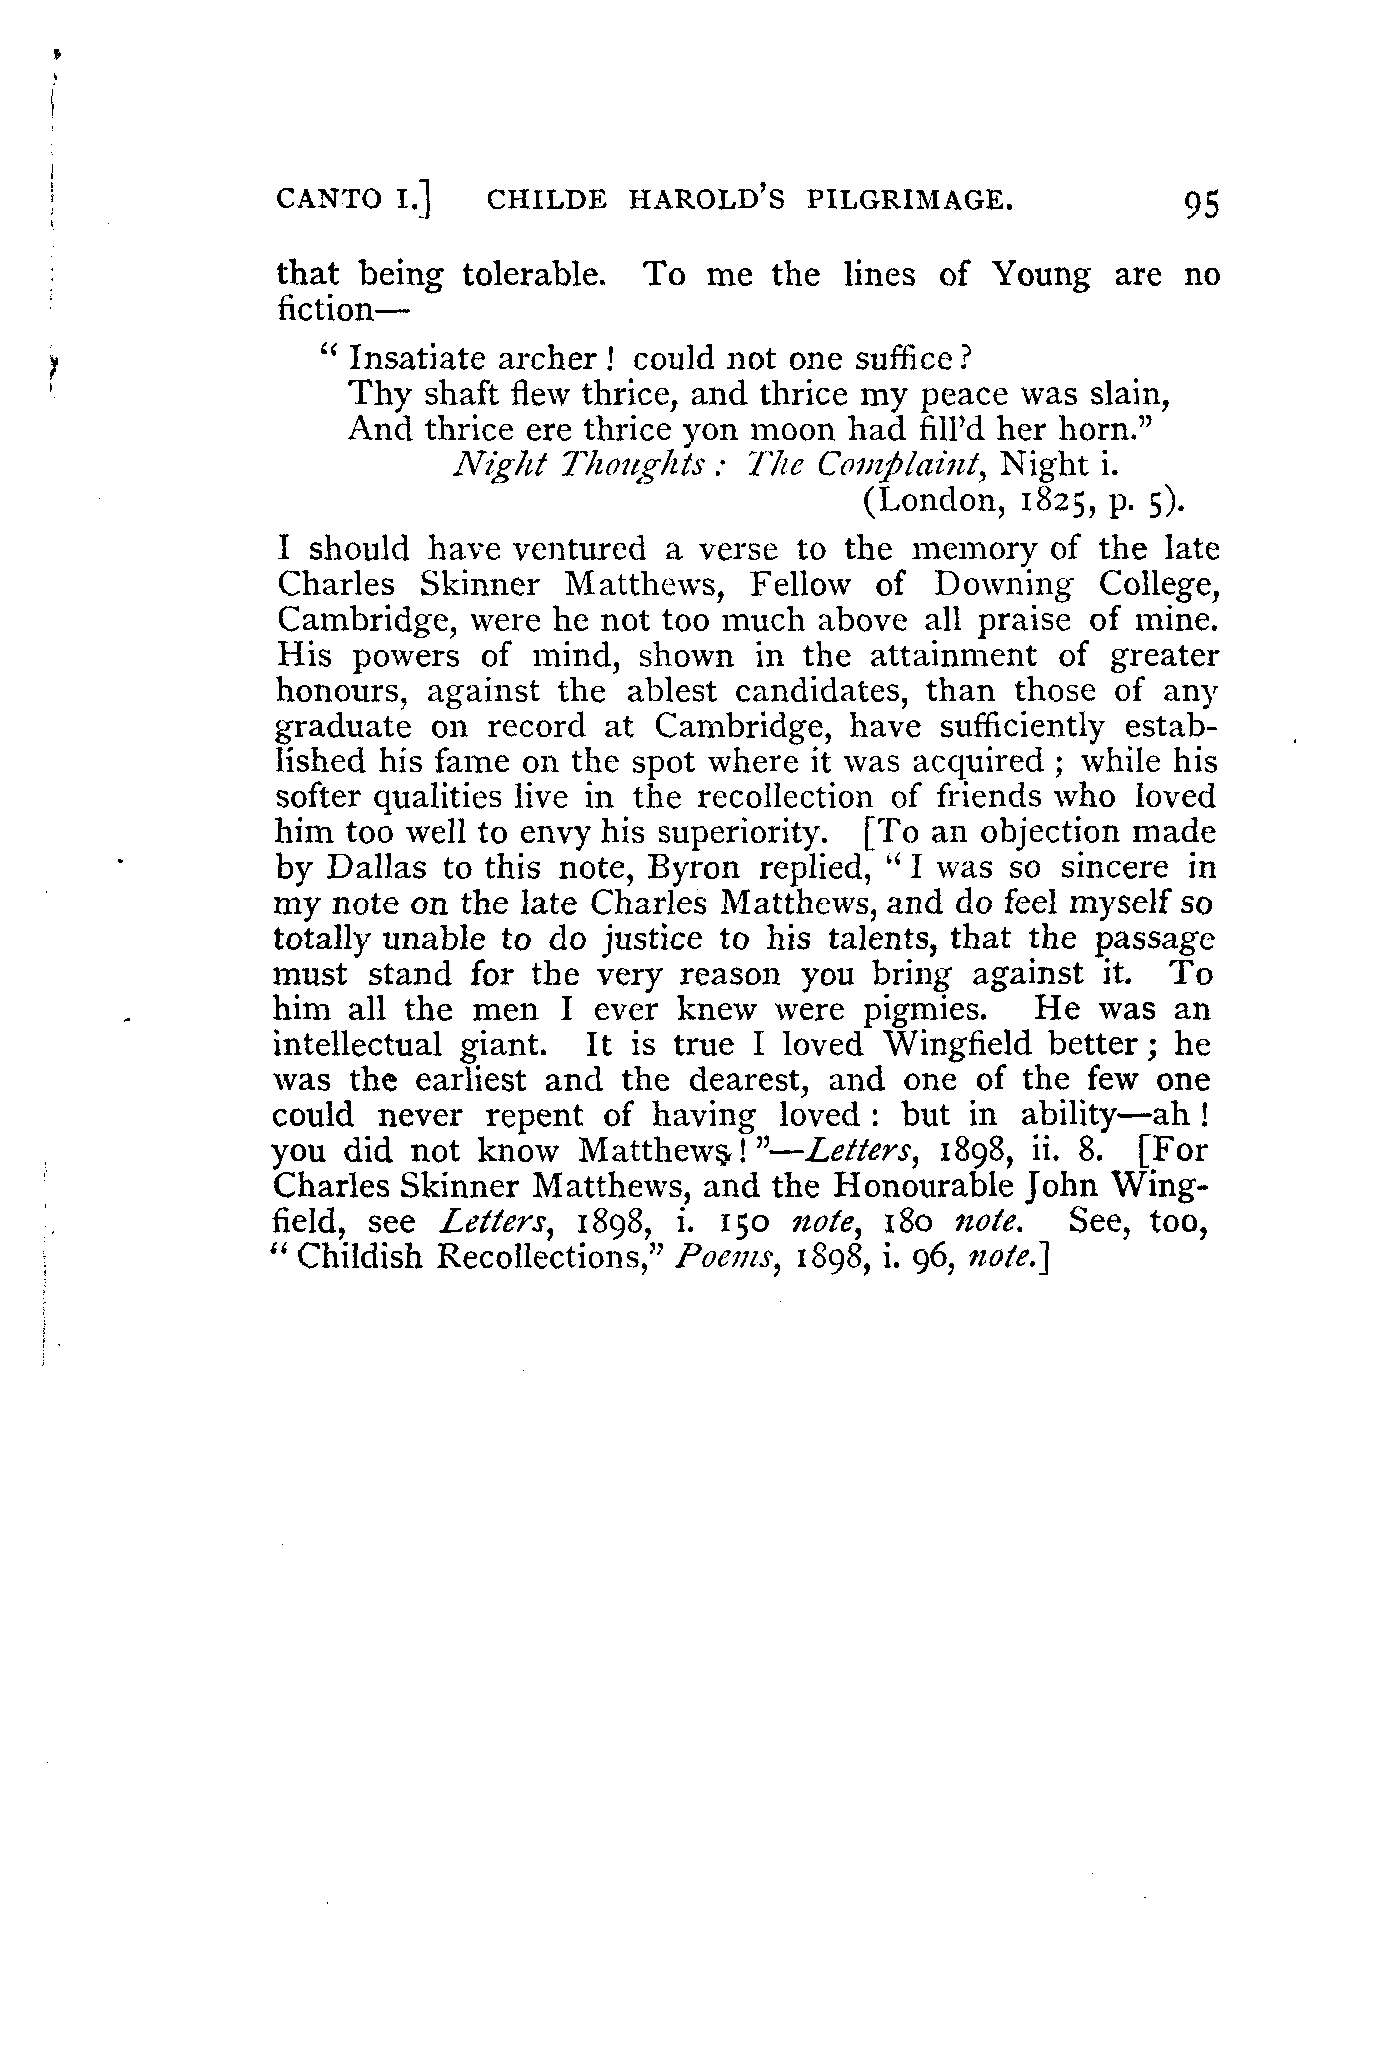 CANTO I.] CHILDE HAROLD'S PILGRIMAGE. 95
that being tolerable. To me the lines of Young are no
fiction—
“ Insatiate archer ! could not one suffice ?
Thy shaft flew thrice, and thrice my peace was slain,
And thrice ere thrice yon moon had fill'd her horn.”
Night Thoughts : The Complaint, Night i.
(London, 1825, p. 5).
I should have ventured a verse to the memory of the late
Charles Skinner Matthews, Fellow of Downing College,
Cambridge, were he not too much above all praise of mine.
His powers of mind, shown in the attainment of greater
honours, against the ablest candidates, than those of any
graduate on record at Cambridge, have sufficiently estab-
lished his fame on the spot where it was acquired ; while his
softer qualities live in the recollection of friends who loved
him too well to envy his superiority. [To an objection made
by Dallas to this note, Byron replied, “ I was so sincere in
my note on the late Charles Matthews, and do feel myself so
totally unable to do justice to his talents, that the passage
must stand for the very reason you bring against it. To
him all the men I ever knew were pigmies. He was an
intellectual giant. It is true I loved Wingfield better ; he
was the earliest and the dearest, and one of the few one
could never repent of having loved : but in ability—ah !
you did not know Matthews ! ”—Letters, 1898, ii. 8. [For
Charles Skinner Matthews, and the Honourable John Wing-
field, see Letters, 1898, i. 150 note, 180 note. See, too,
“ Childish Recollections,” Poems, 1898, i. 96, note.]